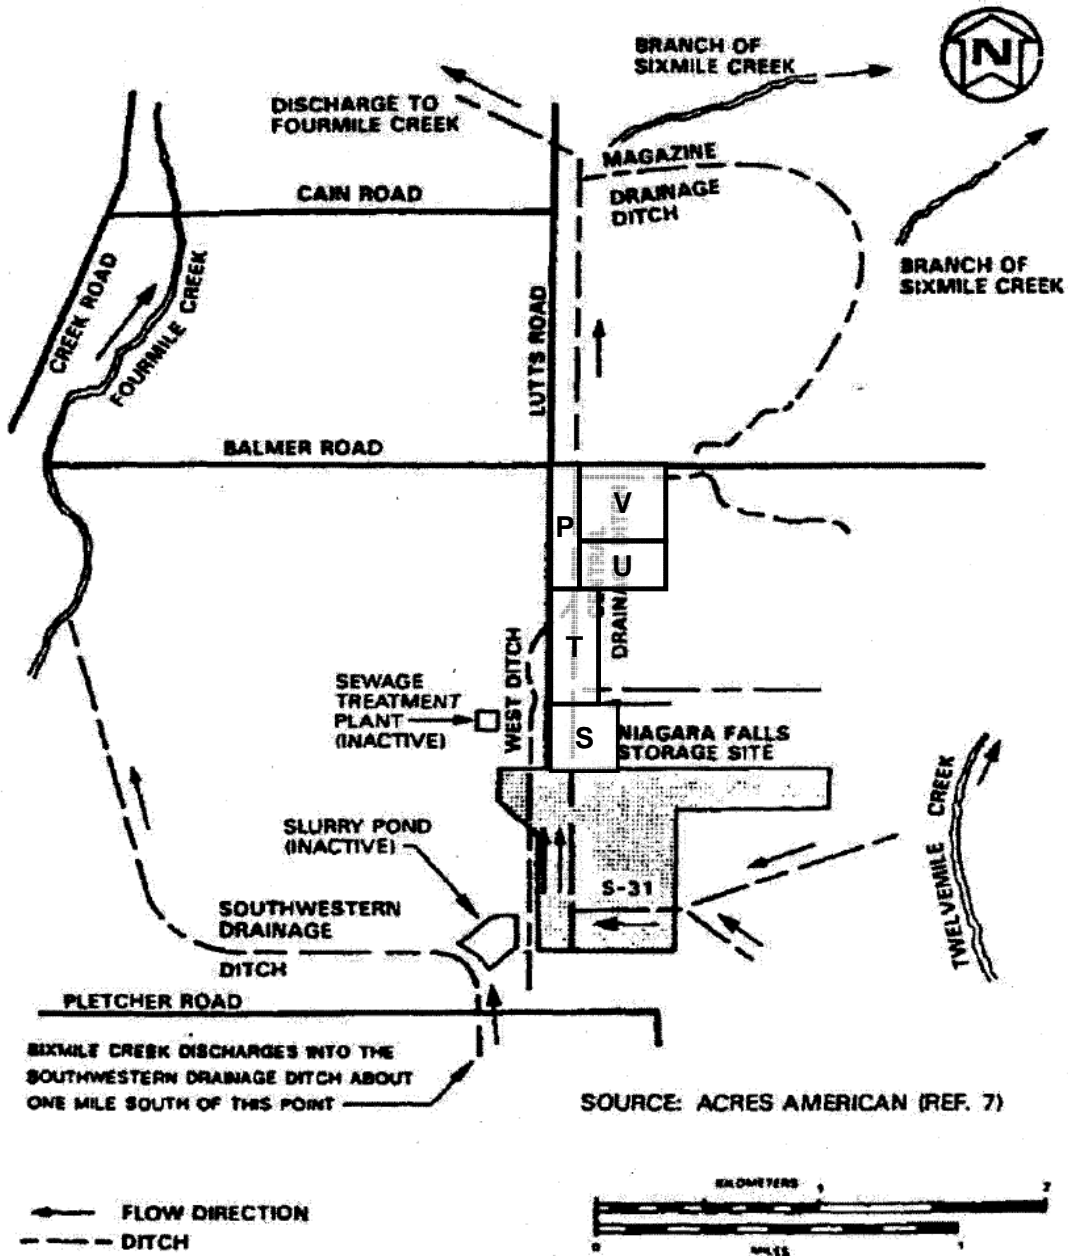 BRANCH OF
SIXMILE CREEK
N
DISCHARGE TO
FOURMILE CREEK
MAGAZINE
DRAINAGE
DITCH
CAIN ROAD
BRANCH OF
SIXMILE CREEK
CREEK ROAD
FOURMILE CREEK
LUTTS ROAD
BALMER ROAD
V
P
U
DRAINA
T
WEST DITCH
SEWAGE
TREATMENT
PLANT
(INACTIVE)
S
NIAGARA FALLS
STORAGE SITE
TWELVEMILE CREEK
SLURRY POND
(INACTIVE)
S-31
SOUTHWESTERN
DRAINAGE
DITCH
PLETCHER ROAD
SIXMILE CREEK DISCHARGES INTO THE
SOUTHWESTERN DRAINAGE DITCH ABOUT
ONE MILE SOUTH OF THIS POINT
SOURCE: ACRES AMERICAN (REF. 7)
KILOMETERS
1 2
FLOW DIRECTION
DITCH
0 1
MILES